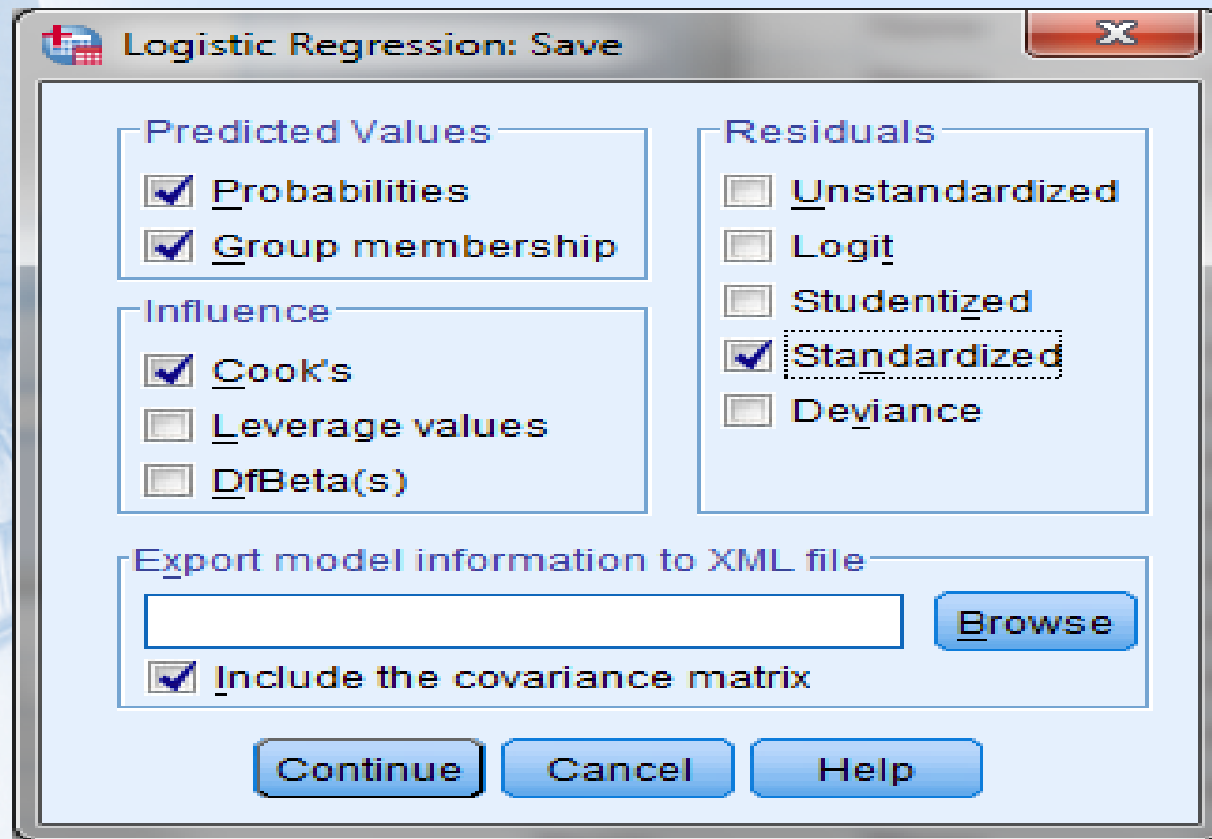 Logistic Regression: Save
Predicted Values
Probabilities
Group membership
Influence
Cook's
Leverage values
DfBeta(s)
Residuals
Unstandardized
Logit
Studentized
Standardized
Deviance
Export model information to XML file
Browse
Include the covariance matrix
Continue Cancel Help